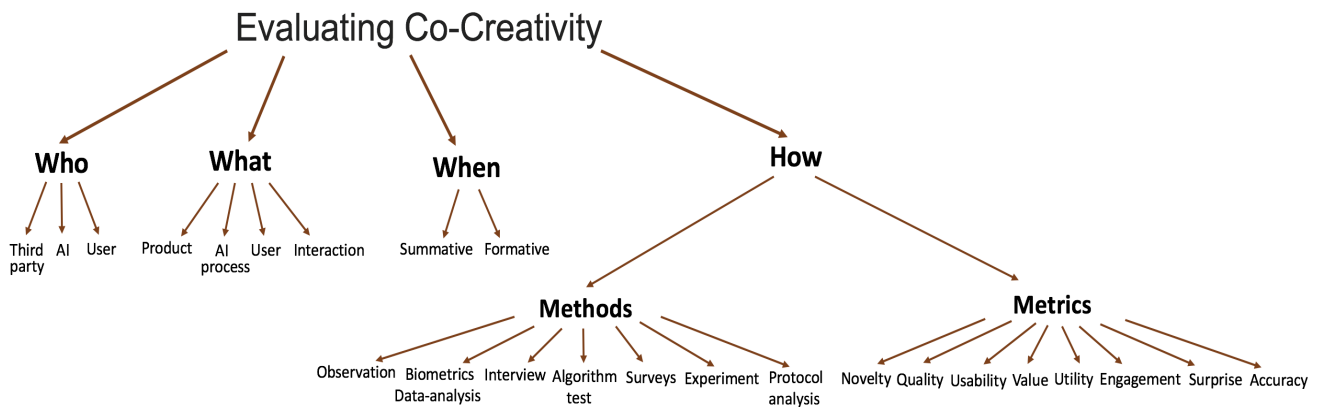 Evaluating Co-Creativity
Who
What
When
How
Third
party
AI
User
Product
AI
process
User
Interaction
Summative
Formative
Methods
Metrics
Observation
Biometrics
Data-analysis
Interview
Algorithm
test
Surveys
Experiment
Protocol
analysis
Novelty
Quality
Usability
Value
Utility
Engagement
Surprise
Accuracy